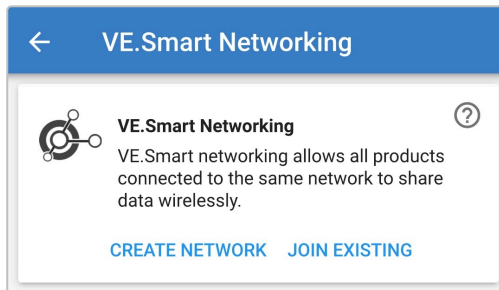 VE.Smart Networking
VE.Smart Networking
VE.Smart networking allows all products
connected to the same network to share
data wirelessly.
CREATE NETWORK JOIN EXISTING